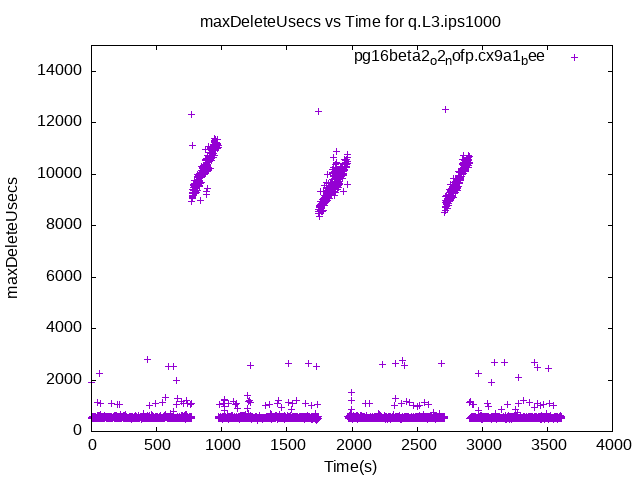 maxDeleteUsecs vs Time for q.L3.ips1000
pg16beta2o2nofp.cx9a1bee
14000
12000
10000
8000
6000
4000
2000
0
maxDeleteUsecs
0 500 1000 1500 2000 2500 3000 3500 4000
Time(s)